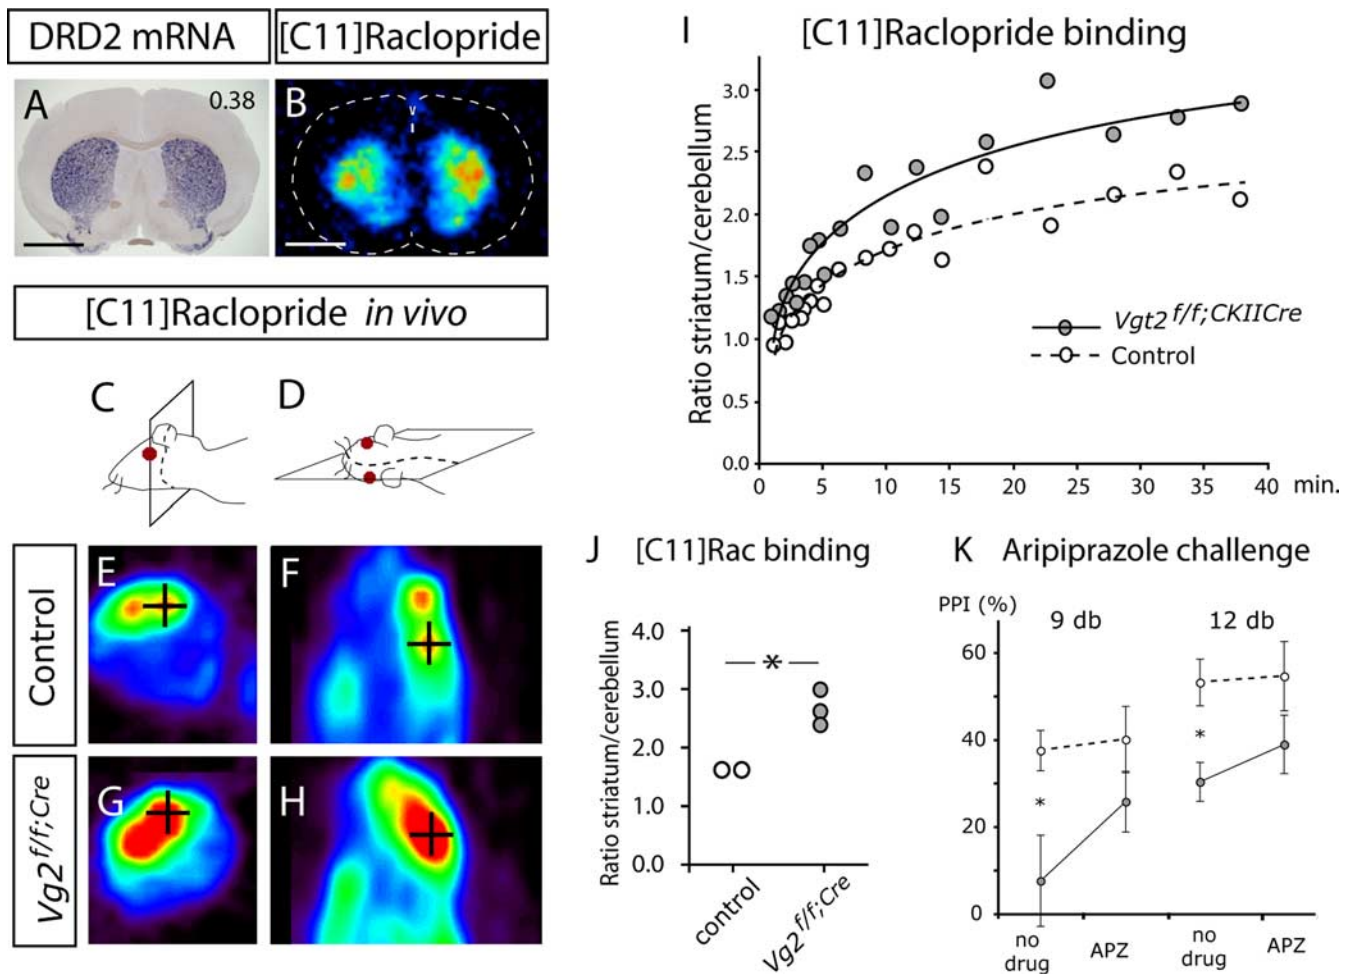 DRD2 mRNA
[C11]Raclopride
A
0.38
B
[C11]Raclopride in vivo
C
D
Control
E
F
Vg2 f/f;Cre
G
H
I
[C11]Raclopride binding
Ratio striatum/cerebellum
3.0
2.5
2.0
1.5
1.0
0.5
0.0
0
5
10
15
20
25
30
35
40
min.
Vgt2 f/f;CKIICre
Control
J
[C11]Rac binding
Ratio striatum/cerebellum
4.0
3.0
2.0
1.0
0.0
*
control
Vg2 f/f;Cre
K
Aripiprazole challenge
PPI (%)
9 db
12 db
60
40
20
0
*
*
no
drug
APZ
no
drug
APZ